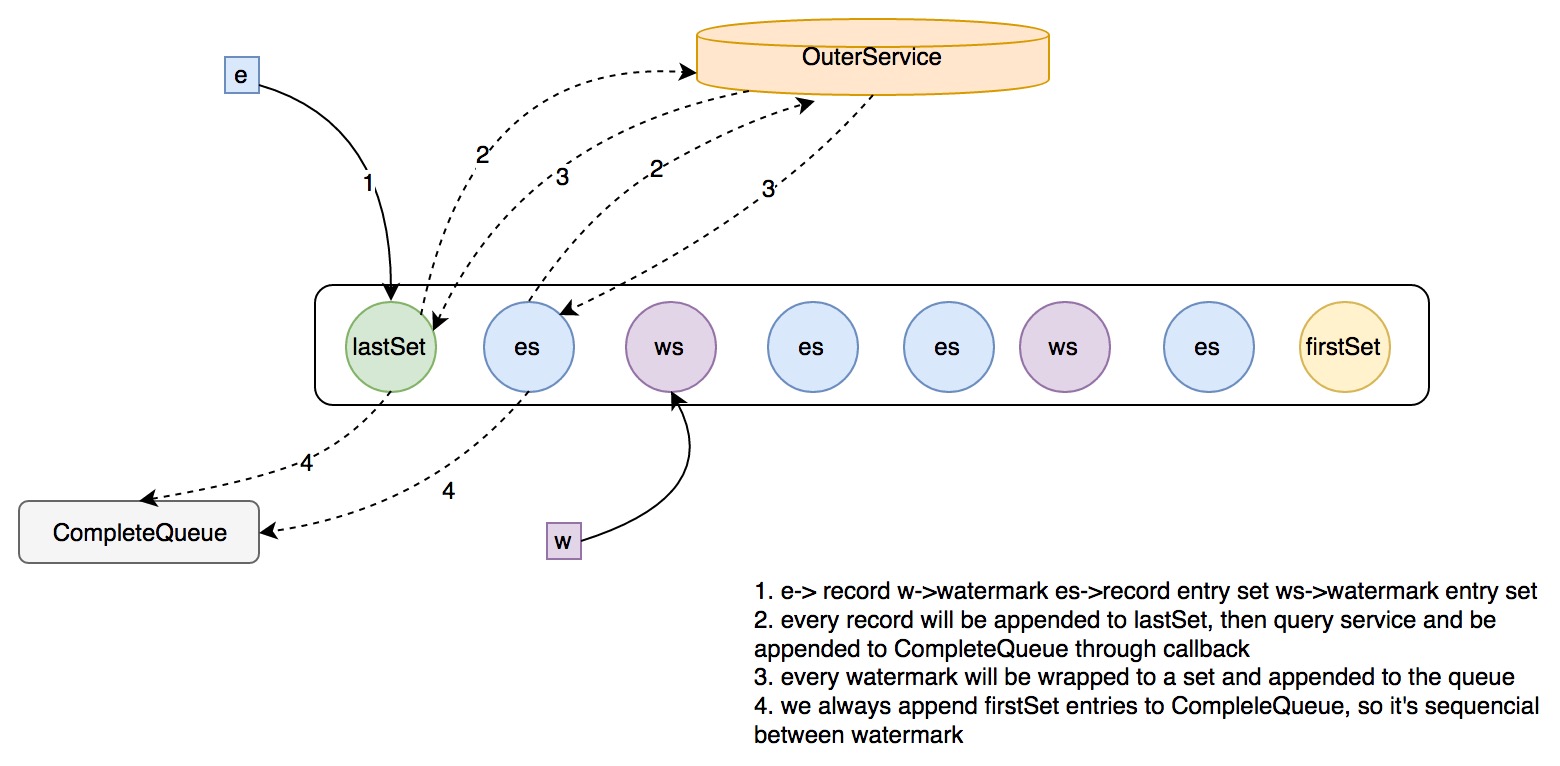 OuterService
e
2
3
2
1
3
lastSet
es
ws
es
es
ws
es
firstSet
4
4
CompleteQueue
w
1. e-> record w->watermark es->record entry set ws->watermark entry set
2. every record will be appended to lastSet, then query service and be
appended to CompleteQueue through callback
3. every watermark will be wrapped to a set and appended to the queue
4. we always append firstSet entries to CompleleQueue, so it's sequencial
between watermark